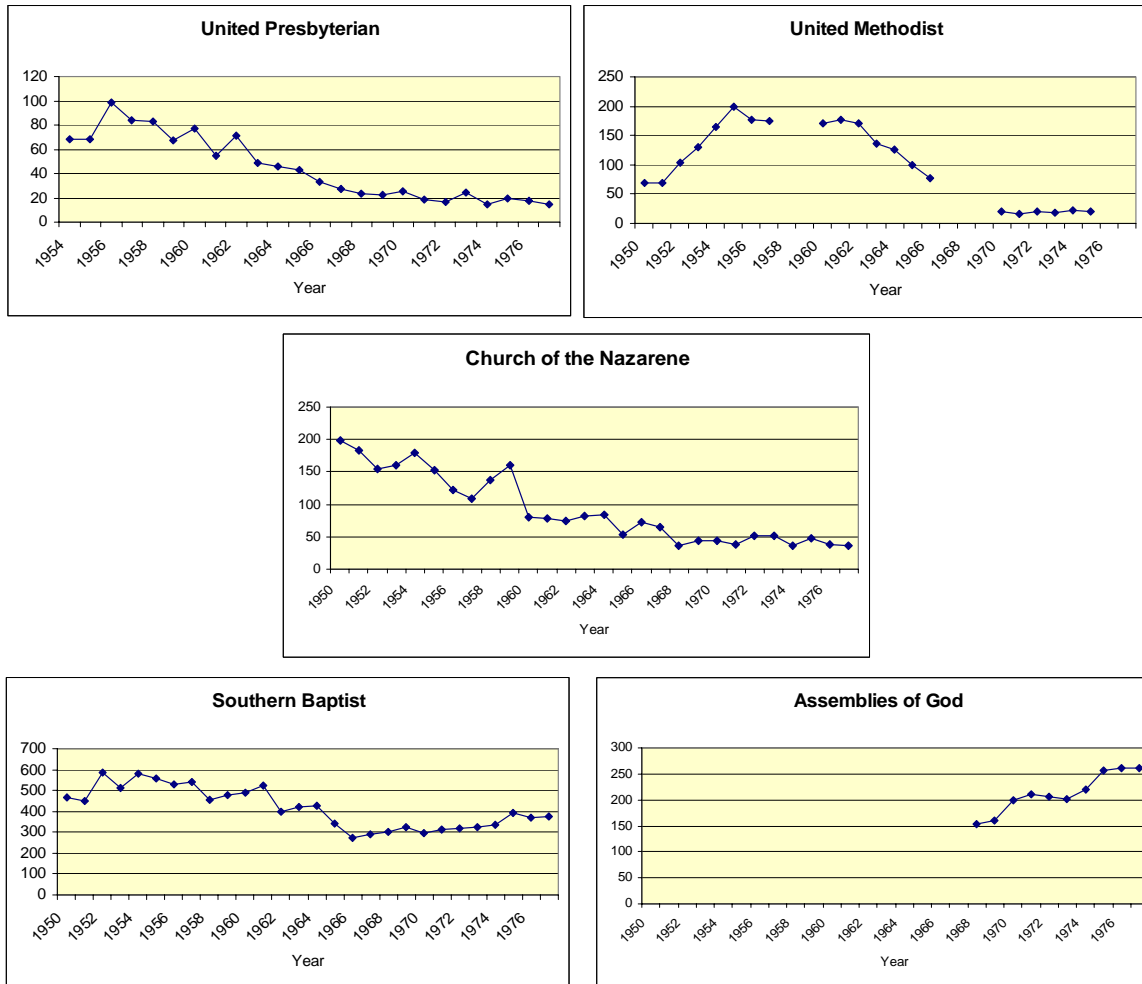 United Presbyterian
120
100
80
60
40
20
0
1954 1956 1958 1960 1962 1964 1966 1968 1970 1972 1974 1976
Year
United Methodist
250
200
150
100
50
0
1950 1952 1954 1956 1958 1960 1962 1964 1966 1968 1970 1972 1974 1976
Year
Church of the Nazarene
250
200
150
100
50
0
1950 1952 1954 1956 1958 1960 1962 1964 1966 1968 1970 1972 1974 1976
Year
Southern Baptist
700
600
500
400
300
200
100
0
1950 1952 1954 1956 1958 1960 1962 1964 1966 1968 1970 1972 1974 1976
Year
Assemblies of God
300
250
200
150
100
50
0
1950 1952 1954 1956 1958 1960 1962 1964 1966 1968 1970 1972 1974 1976
Year